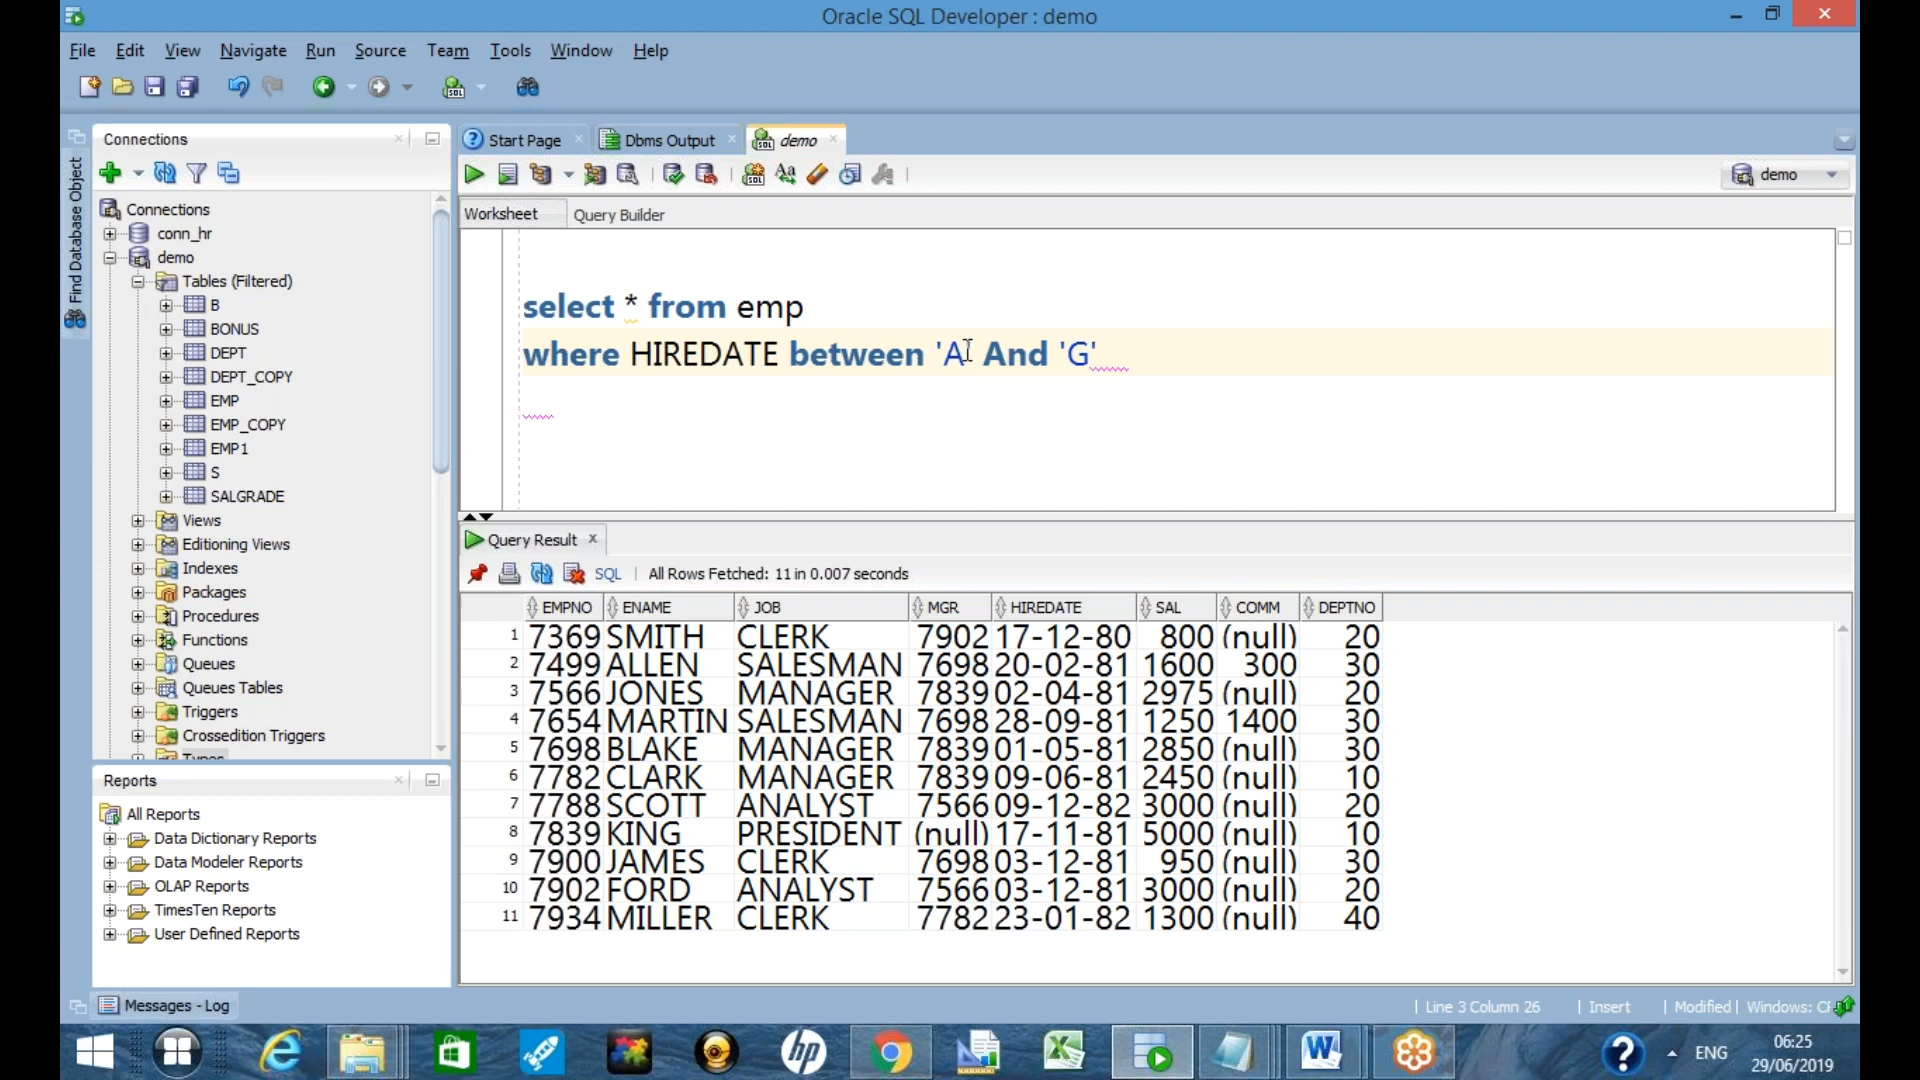 Oracle SQL Developer : demo
File Edit View Navigate Run Source Team Tools Window Help
Find Database Object
Connections
Connections
conn_hr
demo
Tables (Filtered)
B
BONUS
DEPT
DEPT_COPY
EMP
EMP_COPY
EMP1
S
SALGRADE
Views
Editioning Views
Indexes
Packages
Procedures
Functions
Queues
Queues Tables
Triggers
Crossedition Triggers
Types
Reports
All Reports
Data Dictionary Reports
Data Modeler Reports
OLAP Reports
TimesTen Reports
User Defined Reports
Start Page Dbms Output demo
demo
Worksheet Query Builder
select * from emp
where HIREDATE between 'A' And 'G'
Query Result
SQL | All Rows Fetched: 11 in 0.007 seconds
EMPNO ENAME JOB MGR HIREDATE SAL COMM DEPTNO
1 7369 SMITH CLERK 7902 17-12-80 800 (null) 20
2 7499 ALLEN SALESMAN 7698 20-02-81 1600 300 30
3 7566 JONES MANAGER 7839 02-04-81 2975 (null) 20
4 7654 MARTIN SALESMAN 7698 28-09-81 1250 1400 30
5 7698 BLAKE MANAGER 7839 01-05-81 2850 (null) 30
6 7782 CLARK MANAGER 7839 09-06-81 2450 (null) 10
7 7788 SCOTT ANALYST 7566 09-12-82 3000 (null) 20
8 7839 KING PRESIDENT (null) 17-11-81 5000 (null) 10
9 7900 JAMES CLERK 7698 03-12-81 950 (null) 30
10 7902 FORD ANALYST 7566 03-12-81 3000 (null) 20
11 7934 MILLER CLERK 7782 23-01-82 1300 (null) 40
Messages - Log
| Line 3 Column 26 | Insert | Modified | Windows:
ENG
06:25
29/06/2019